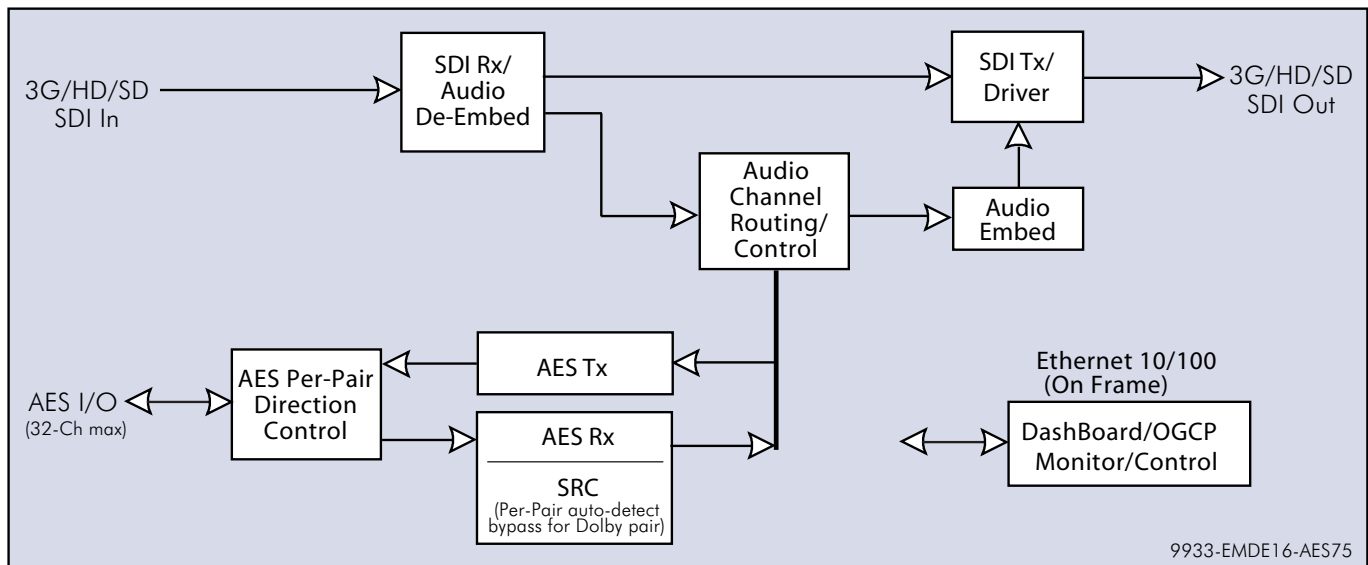 3G/HD/SD
SDI In
SDI Rx/
Audio
De-Embed
SDI Tx/
Driver
3G/HD/SD
SDI Out
Audio
Channel
Routing/
Control
Audio
Embed
AES I/O
(32-Ch max)
AES Per-Pair
Direction
Control
AES Tx
AES Rx
SRC
(Per-Pair auto-detect
bypass for Dolby pair)
Ethernet 10/100
(On Frame)
DashBoard/OGCP
Monitor/Control
9933-EMDE16-AES75